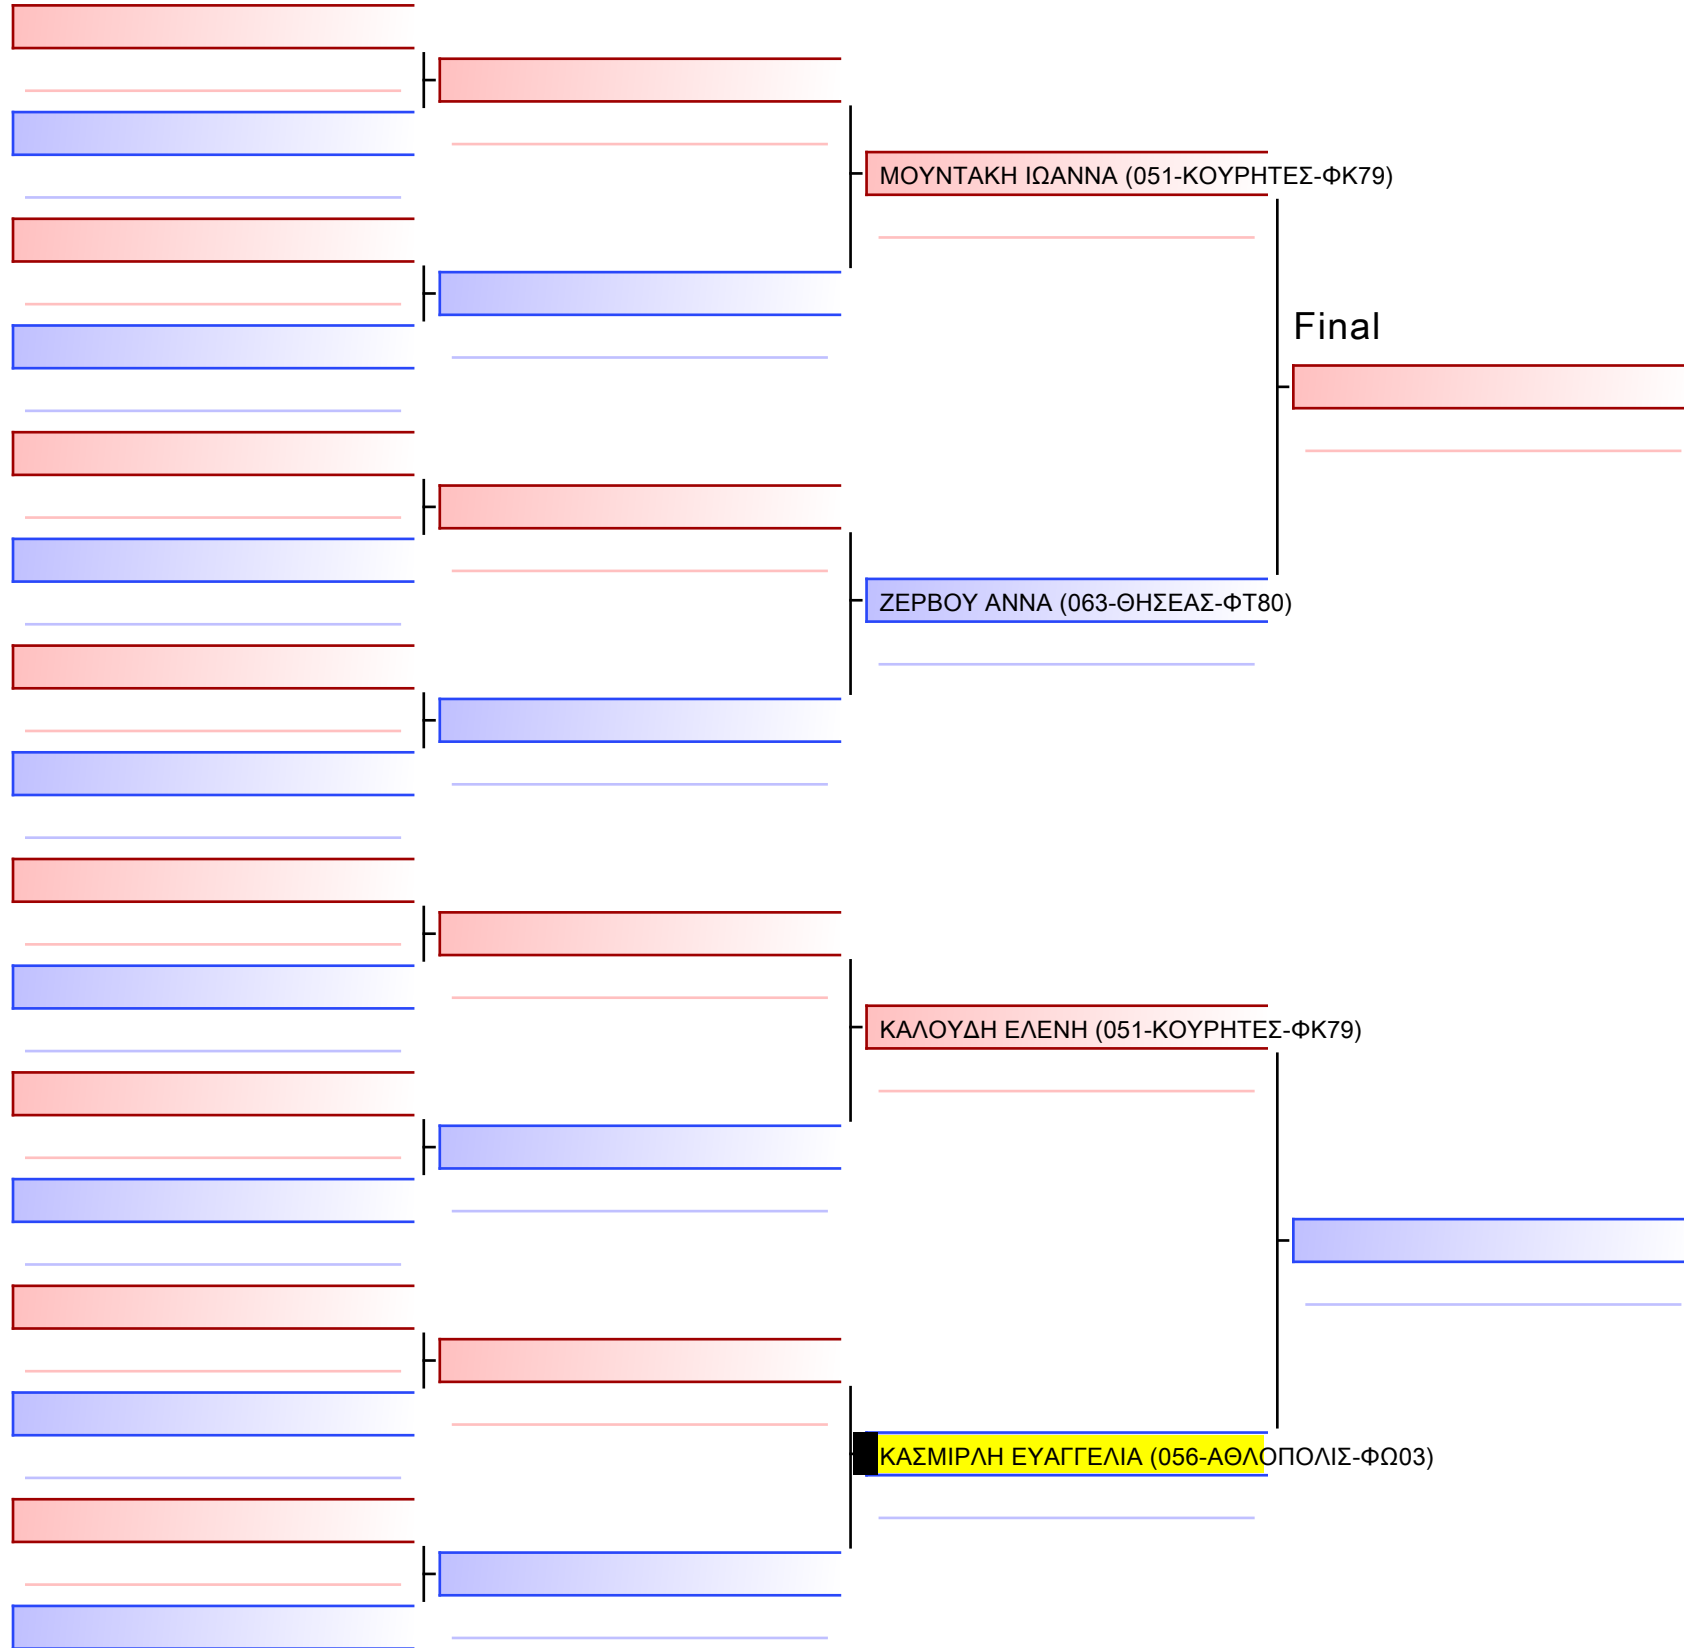 ΜΟΥΝΤΑΚΗ ΙΩΑΝΝΑ (051-ΚΟΥΡΗΤΕΣ-ΦΚ79)
Final
ΖΕΡΒΟΥ ΑΝΝΑ (063-ΘΗΣΕΑΣ-ΦΤ80)
ΚΑΛΟΥΔΗ ΕΛΕΝΗ (051-ΚΟΥΡΗΤΕΣ-ΦΚ79)
ΚΑΣΜΙΡΛΗ ΕΥΑΓΓΕΛΙΑ (056-ΑΘΛΟΠΟΛΙΣ-ΦΩ03)